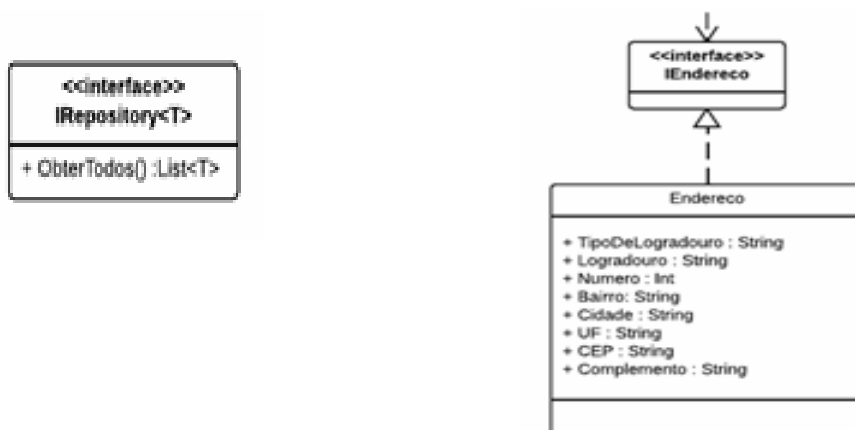 <<interface>>
IRepository<T>
+ ObterTodos() :List<T>
<<interface>>
IEndereco
Endereco
+ TipoDeLogradouro : String
+ Logradouro : String
+ Numero : Int
+ Bairro: String
+ Cidade : String
+ UF : String
+ CEP : String
+ Complemento : String